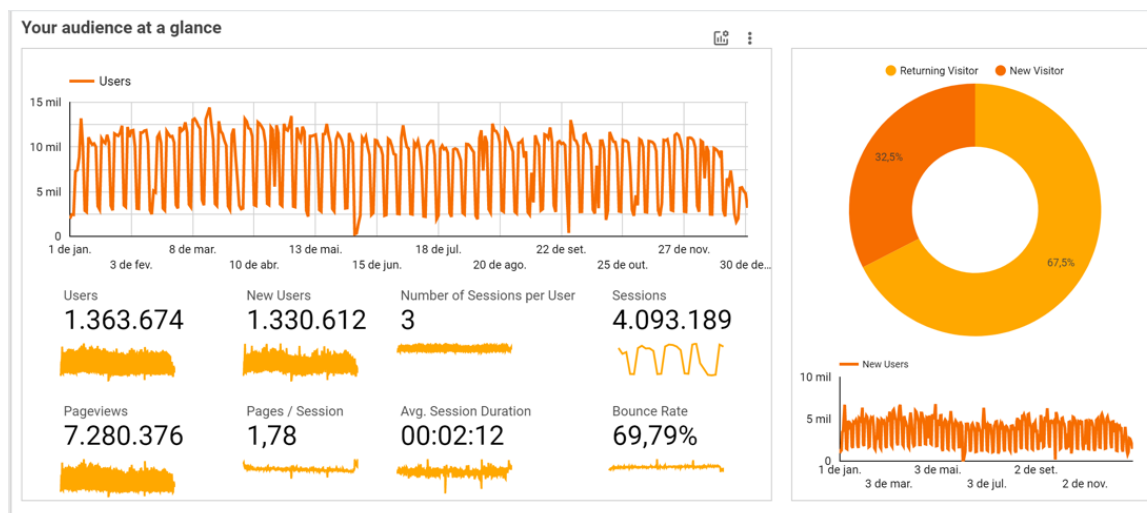 Your audience at a glance
Users
15 mil
10 mil
5 mil
0
1 de jan.
8 de mar.
13 de mai.
18 de jul.
22 de set.
27 de nov.
3 de fev.
10 de abr.
15 de jun.
20 de ago.
25 de out.
30 de de...
Users
New Users
Number of Sessions per User
Sessions
1.363.674
1.330.612
3
4.093.189
Pageviews
Pages / Session
Avg. Session Duration
Bounce Rate
7.280.376
1,78
00:02:12
69,79%
Returning Visitor
New Visitor
32,5%
67,5%
New Users
10 mil
5 mil
0
1 de jan.
3 de mai.
2 de set.
3 de mar.
3 de jul.
2 de nov.